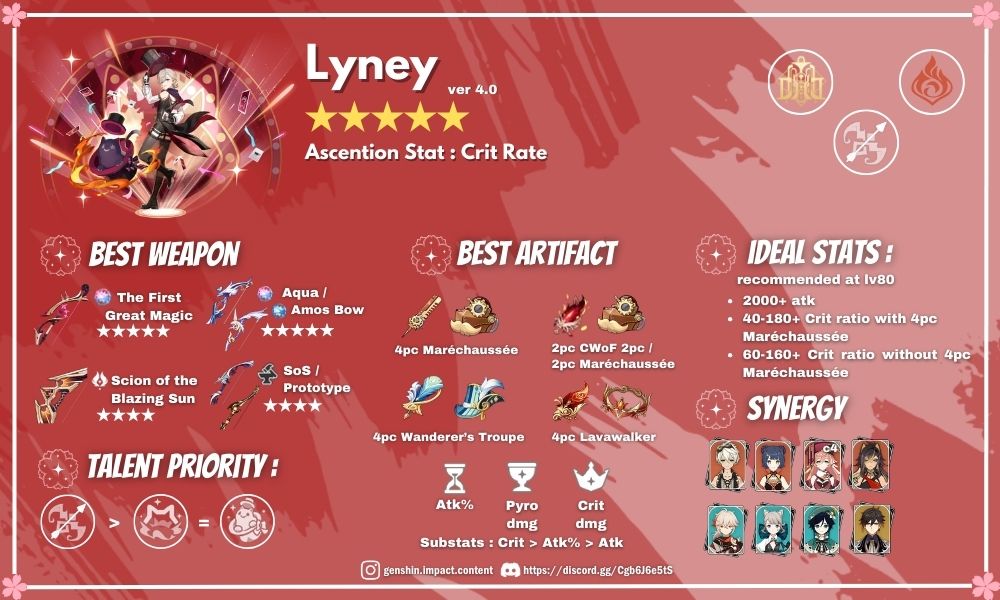 Lyney
ver 4.0
Ascention Stat : Crit Rate
BEST WEAPON
The First
Great Magic
Aqua /
Amos Bow
Scion of the
Blazing Sun
SoS /
Prototype
TALENT PRIORITY :
> =
BEST ARTIFACT
4pc Maréchaussée
2pc CWoF 2pc /
2pc Maréchaussée
4pc Wanderer's Troupe
4pc Lavawalker
Atk%
Pyro
dmg
Crit
dmg
Substats : Crit > Atk% > Atk
IDEAL STATS :
recommended at lv80
• 2000+ atk
• 40-180+ Crit ratio with 4pc
Maréchaussée
• 60-160+ Crit ratio without 4pc
Maréchaussée
SYNERGY
c4
genshin.impact.content
https://discord.gg/Cgb6J6e5tS